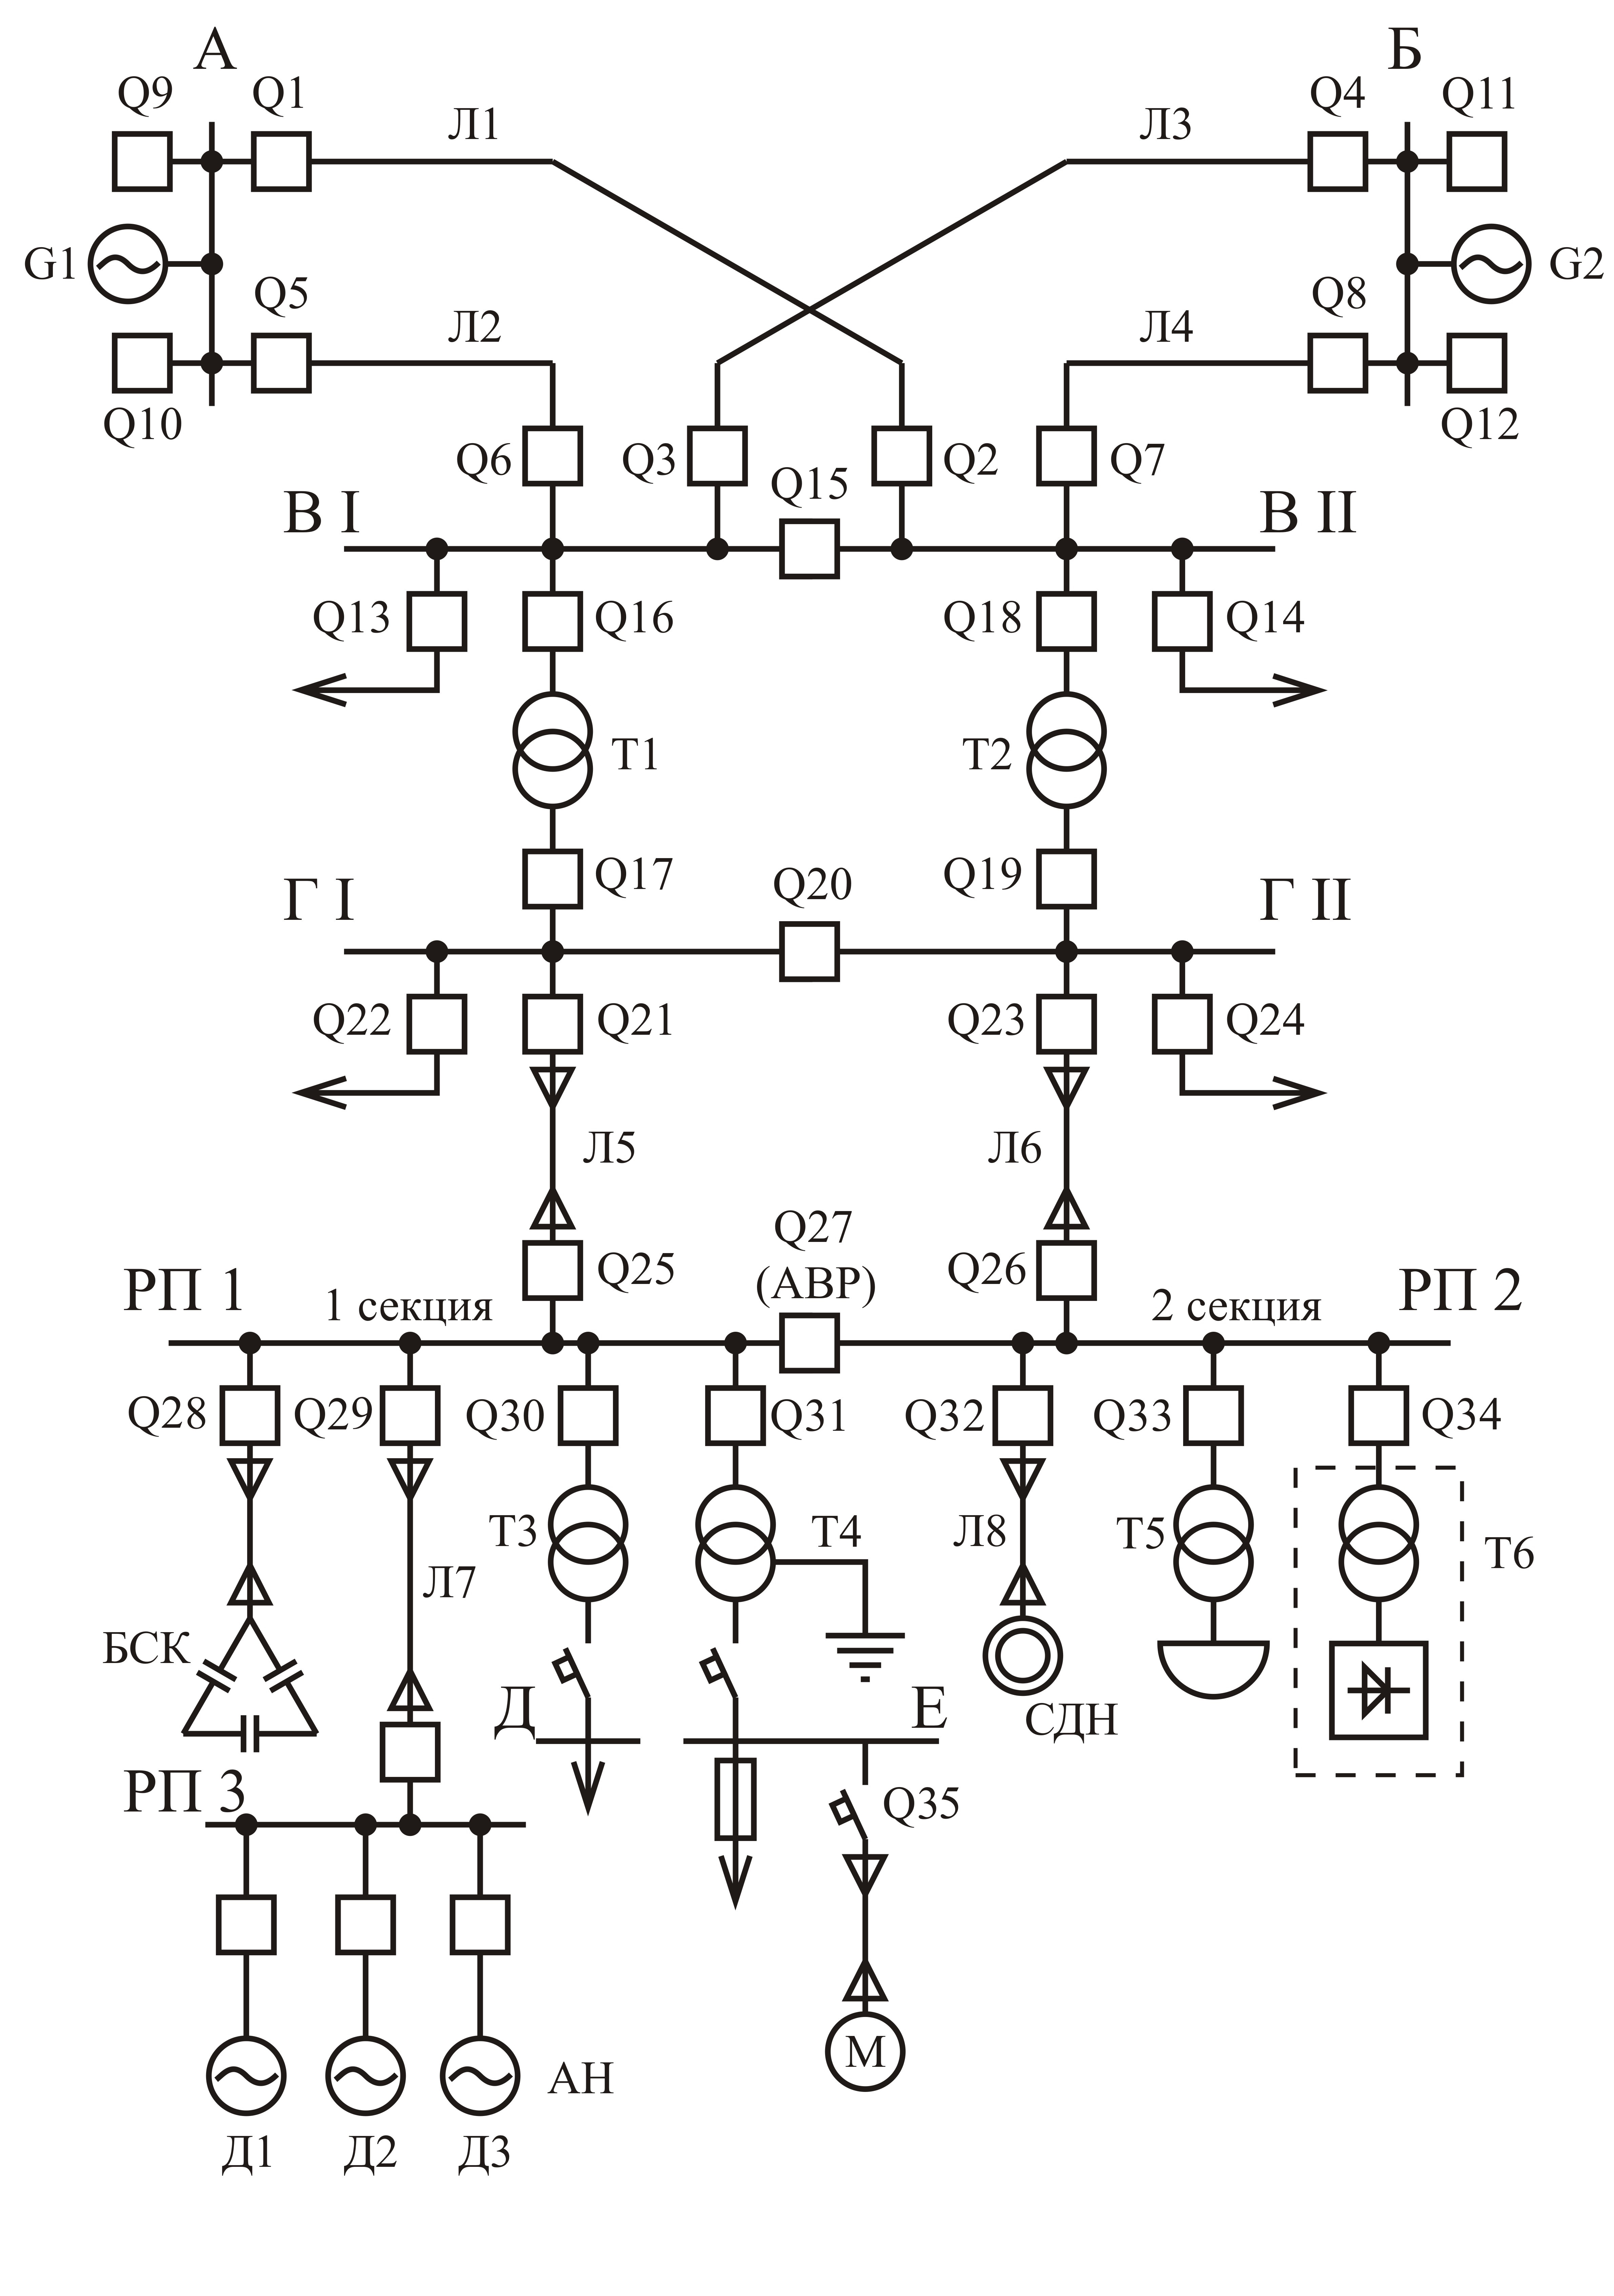 А
Б
Q9
Q1
Л1
Л3
Q4
Q11
G1
Q5
Л2
Л4
Q8
G2
Q10
Q12
Q6
Q3
Q15
Q2
Q7
В I
В II
Q13
Q16
Q18
Q14
Т1
Т2
Q17
Q20
Q19
Г I
Г II
Q22
Q21
Q23
Q24
Л5
Л6
Q27
(АВР)
Q25
Q26
РП 1
1 секция
2 секция
РП 2
Q28
Q29
Q30
Q31
Q32
Q33
Q34
Т3
Т4
Л8
Т5
Т6
Л7
БСК
Д
Е
СДН
РП 3
Q35
М
АН
Д1
Д2
Д3